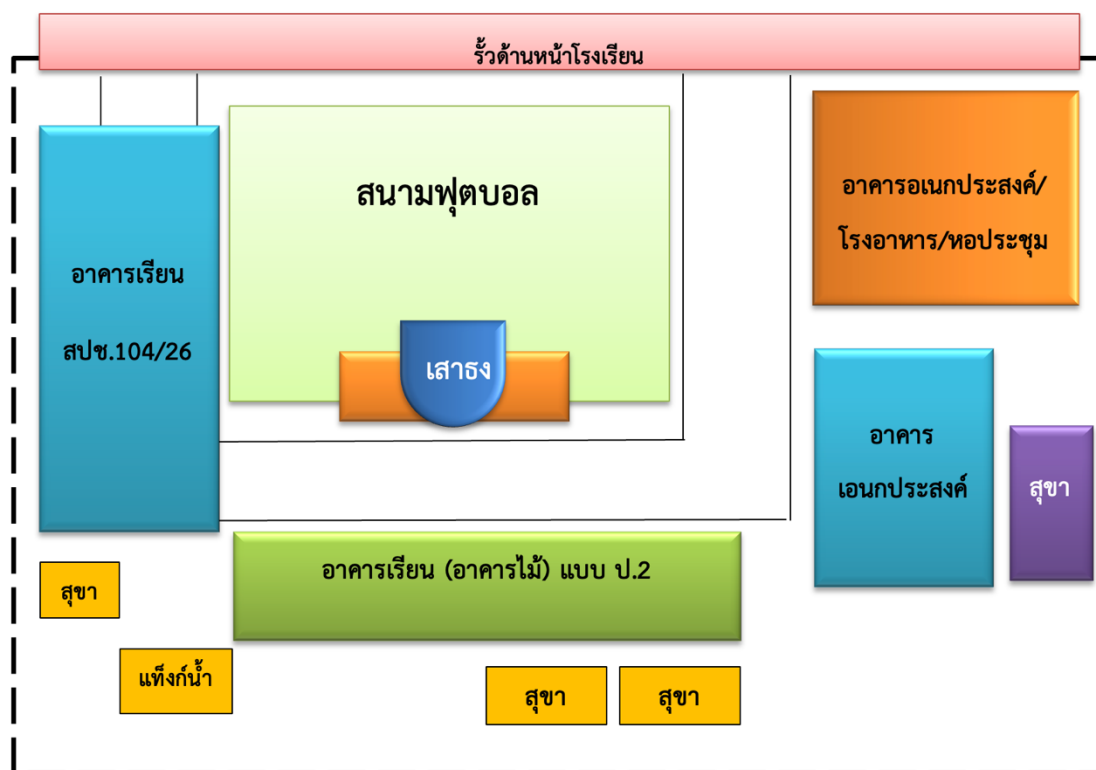 รั้วด้านหน้าโรงเรียน
สนามฟุตบอล
อาคารอเนกประสงค์/
โรงอาหาร/หอประชุม
อาคารเรียน
สปช.104/26
เสาธง
อาคาร
เอนกประสงค์
สุขา
อาคารเรียน (อาคารไม้) แบบ ป.2
สุขา
แท็งก์น้ำ
สุขา
สุขา